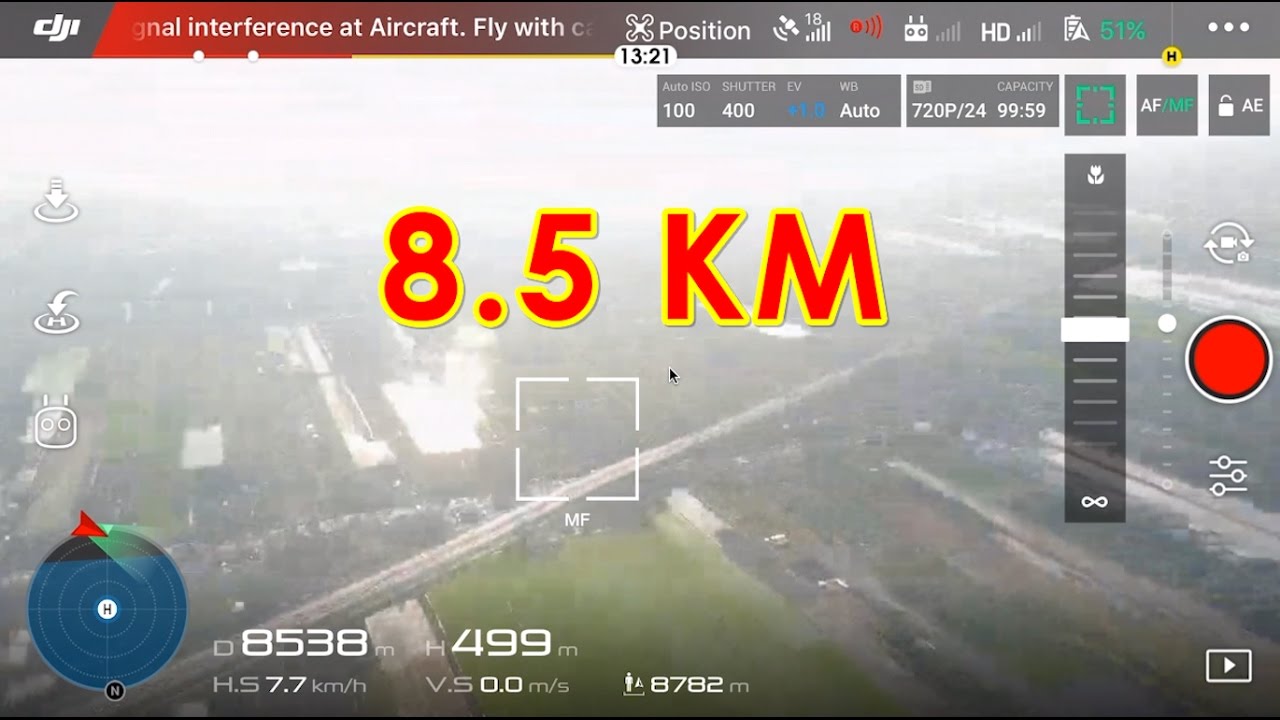 dji gnal interference at Aircraft. Fly with ca Position 18 HD 51%
13:21 H
Auto ISO SHUTTER EV WB CAPACITY
100 400 +1.0 Auto 720P/24 99:59 AF/MF AE
8.5 KM
MF
H
N
D 8538 m H 499 m
H.S 7.7 km/h V.S 0.0 m/s 8782 m